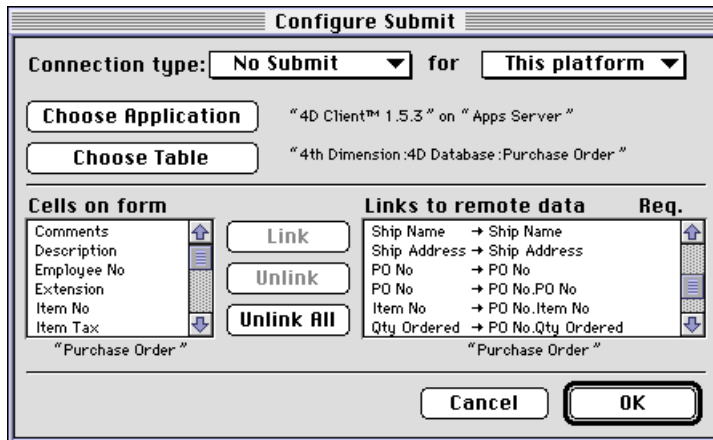 Configure Submit
Connection type: No Submit for This platform
Choose Application "4D Client™ 1.5.3" on "Apps Server"
Choose Table "4th Dimension:4D Database:Purchase Order"
Cells on form Links to remote data Req.
Comments
Description
Employee No
Extension
Item No
Item Tax
"Purchase Order"
Link
Unlink
Unlink All
Ship Name → Ship Name
Ship Address → Ship Address
PO No → PO No
PO No → PO No.PO No
Item No → PO No.Item No
Qty Ordered → PO No.Qty Ordered
"Purchase Order"
Cancel OK